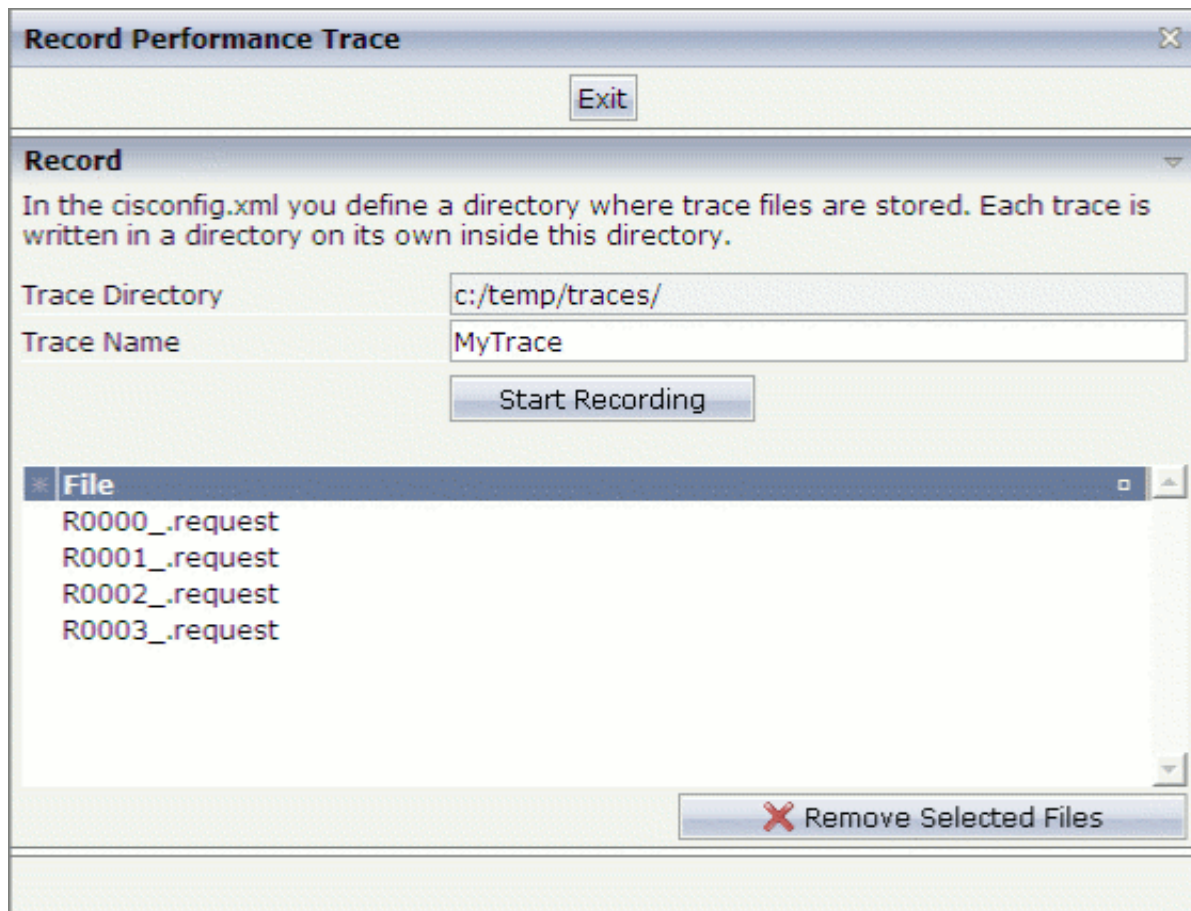 Record Performance Trace
Exit
Record
In the cisconfig.xml you define a directory where trace files are stored. Each trace is
written in a directory on its own inside this directory.
Trace Directory c:/temp/traces/
Trace Name MyTrace
Start Recording
File
R0000_.request
R0001_.request
R0002_.request
R0003_.request
Remove Selected Files